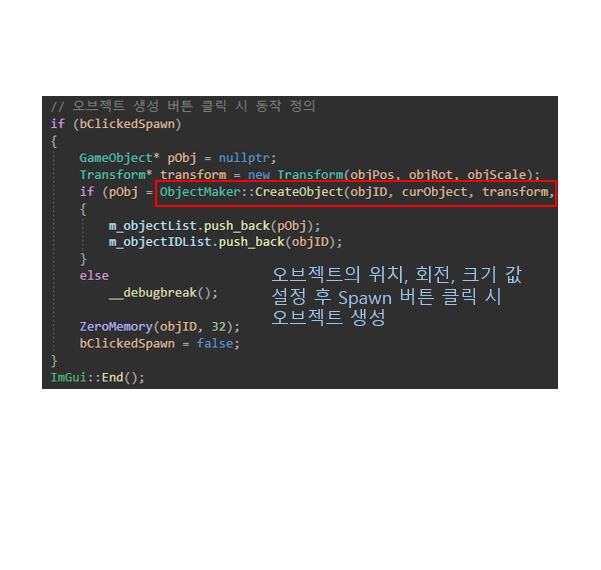 // 오브젝트 생성 버튼 클릭 시 동작 정의
if (bClickedSpawn)
{
GameObject* pObj = nullptr;
Transform* transform = new Transform(objPos, objRot, objScale);
if (pObj = ObjectMaker::CreateObject(objID, curObject, transform,
{
m_objectList.push_back(pObj);
m_objectIDList.push_back(objID);
}
else
__debugbreak();
오브젝트의 위치, 회전, 크기 값
설정 후 Spawn 버튼 클릭 시
오브젝트 생성
ZeroMemory(objID, 32);
bClickedSpawn = false;
}
ImGui::End();